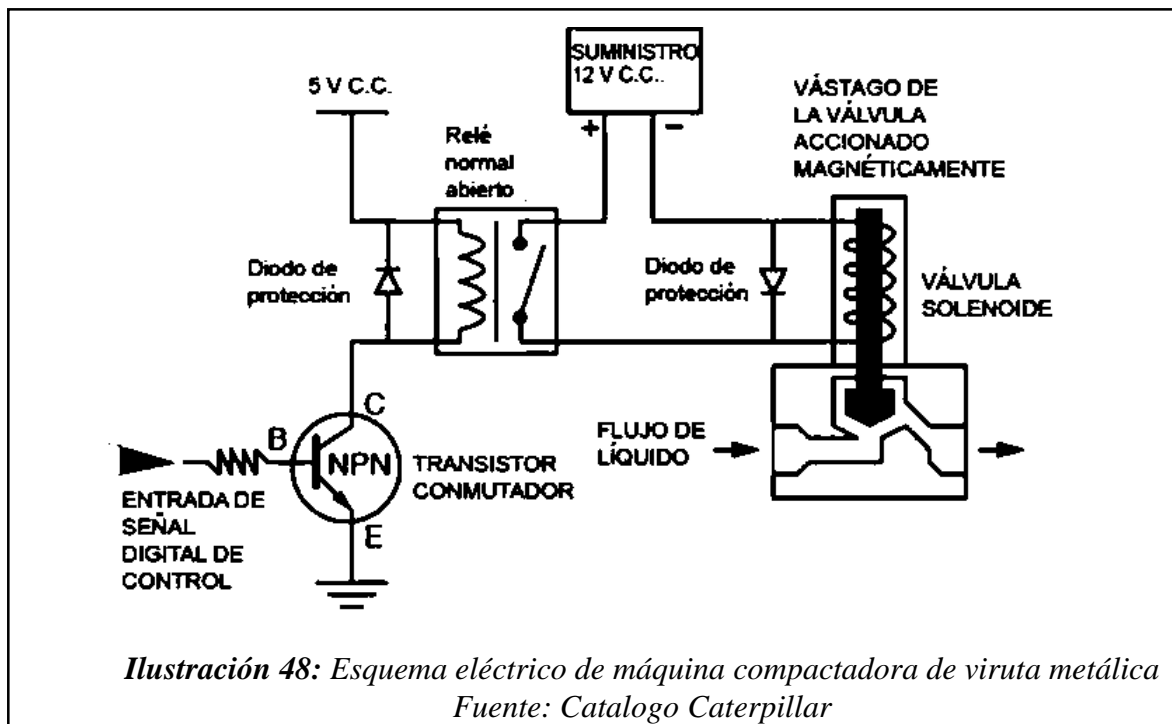 SUMINISTRO
12 V C.C..
5 V C.C.
+
–
VÁSTAGO DE
LA VÁLVULA
ACCIONADO
MAGNÉTICAMENTE
Relé
normal
abierto
Diodo de
protección
Diodo de
protección
VÁLVULA
SOLENOIDE
C
B
NPN
E
TRANSISTOR
CONMUTADOR
FLUJO DE
LÍQUIDO
ENTRADA DE
SEÑAL
DIGITAL DE
CONTROL
Ilustración 48: Esquema eléctrico de máquina compactadora de viruta metálica
Fuente: Catalogo Caterpillar